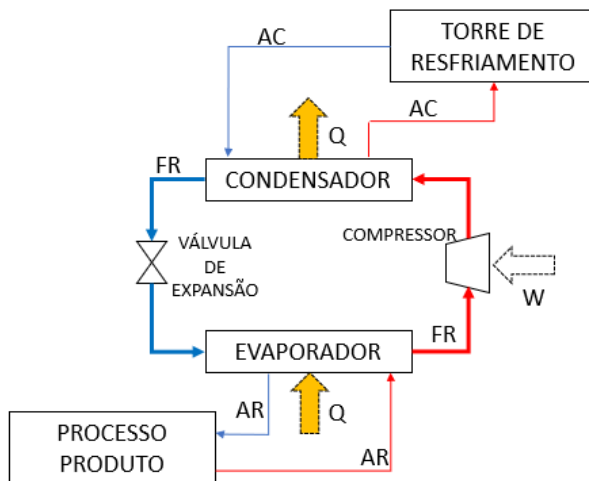 TORRE DE
RESFRIAMENTO
AC
AC
Q
FR
CONDENSADOR
COMPRESSOR
VÁLVULA
DE
EXPANSÃO
W
FR
EVAPORADOR
AR
Q
AR
PROCESSO
PRODUTO